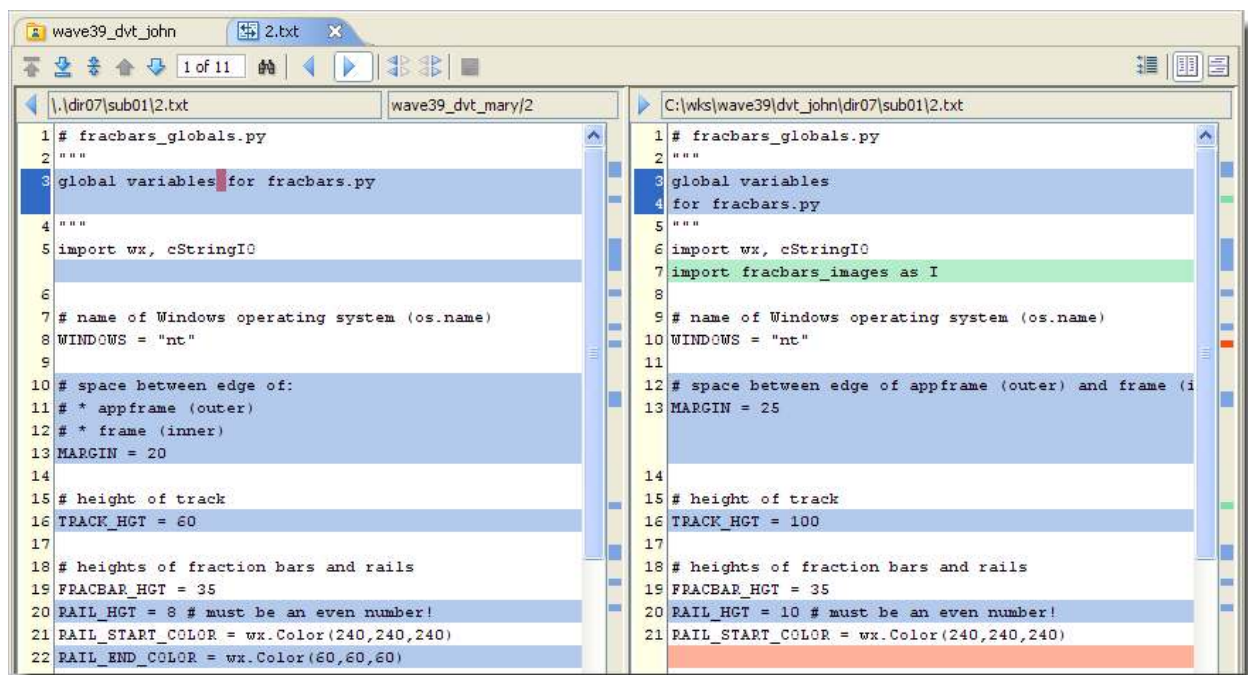 wave39_dvt_john
2.txt
1 of 11
\.\dir07\sub01\2.txt
wave39_dvt_mary/2
1 # fracbars_globals.py
2 """
3 global variables for fracbars.py
4 """
5 import wx, cStringIO
6
7 # name of Windows operating system (os.name)
8 WINDOWS = "nt"
9
10 # space between edge of:
11 # * appframe (outer)
12 # * frame (inner)
13 MARGIN = 20
14
15 # height of track
16 TRACK_HGT = 60
17
18 # heights of fraction bars and rails
19 FRACBAR_HGT = 35
20 RAIL_HGT = 8 # must be an even number!
21 RAIL_START_COLOR = wx.Color(240,240,240)
22 RAIL_END_COLOR = wx.Color(60,60,60)
C:\wks\wave39\dvt_john\dir07\sub01\2.txt
1 # fracbars_globals.py
2 """
3 global variables
4 for fracbars.py
5 """
6 import wx, cStringIO
7 import fracbars_images as I
8
9 # name of Windows operating system (os.name)
10 WINDOWS = "nt"
11
12 # space between edge of appframe (outer) and frame (i
13 MARGIN = 25
14
15 # height of track
16 TRACK_HGT = 100
17
18 # heights of fraction bars and rails
19 FRACBAR_HGT = 35
20 RAIL_HGT = 10 # must be an even number!
21 RAIL_START_COLOR = wx.Color(240,240,240)